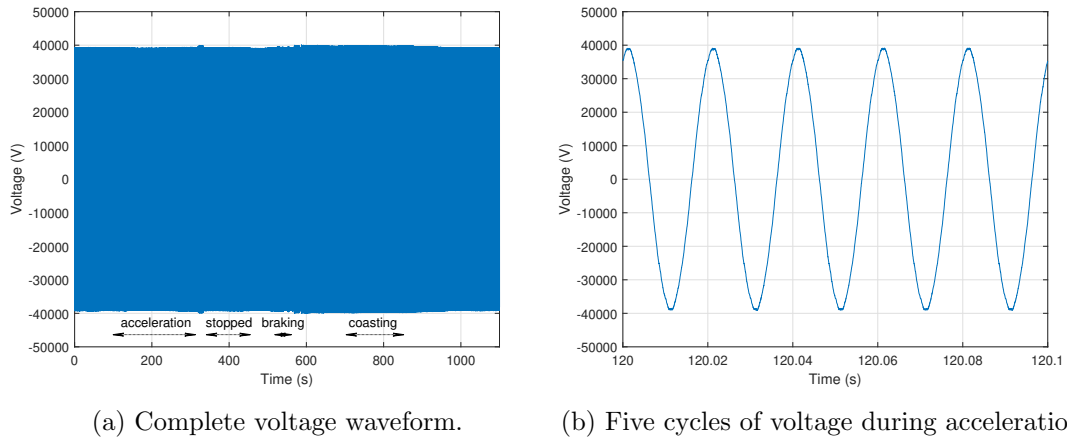 50000
40000
30000
20000
10000
0
-10000
-20000
-30000
-40000
-50000
Voltage (V)
acceleration stopped braking coasting
0 200 400 600 800 1000
Time (s)
50000
40000
30000
20000
10000
0
-10000
-20000
-30000
-40000
-50000
Voltage (V)
120 120.02 120.04 120.06 120.08 120.1
Time (s)
(a) Complete voltage waveform.
(b) Five cycles of voltage during acceleratio